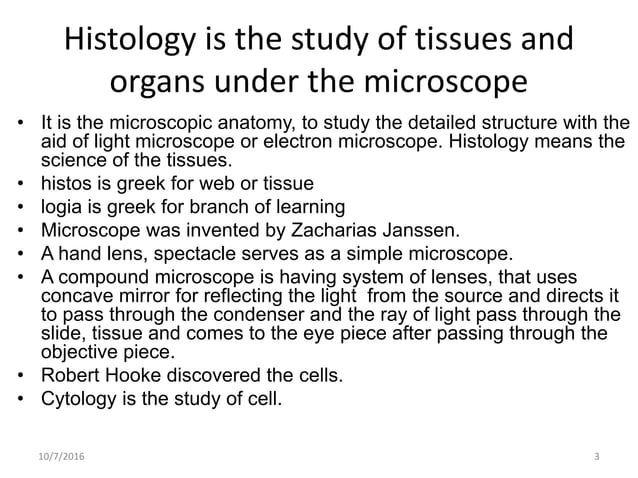 Histology is the study of tissues and
organs under the microscope
• It is the microscopic anatomy, to study the detailed structure with the
aid of light microscope or electron microscope. Histology means the
science of the tissues.
• histos is greek for web or tissue
• logia is greek for branch of learning
• Microscope was invented by Zacharias Janssen.
• A hand lens, spectacle serves as a simple microscope.
• A compound microscope is having system of lenses, that uses
concave mirror for reflecting the light  from the source and directs it
to pass through the condenser and the ray of light pass through the
slide, tissue and comes to the eye piece after passing through the
objective piece.
• Robert Hooke discovered the cells.
• Cytology is the study of cell.
10/7/2016 3